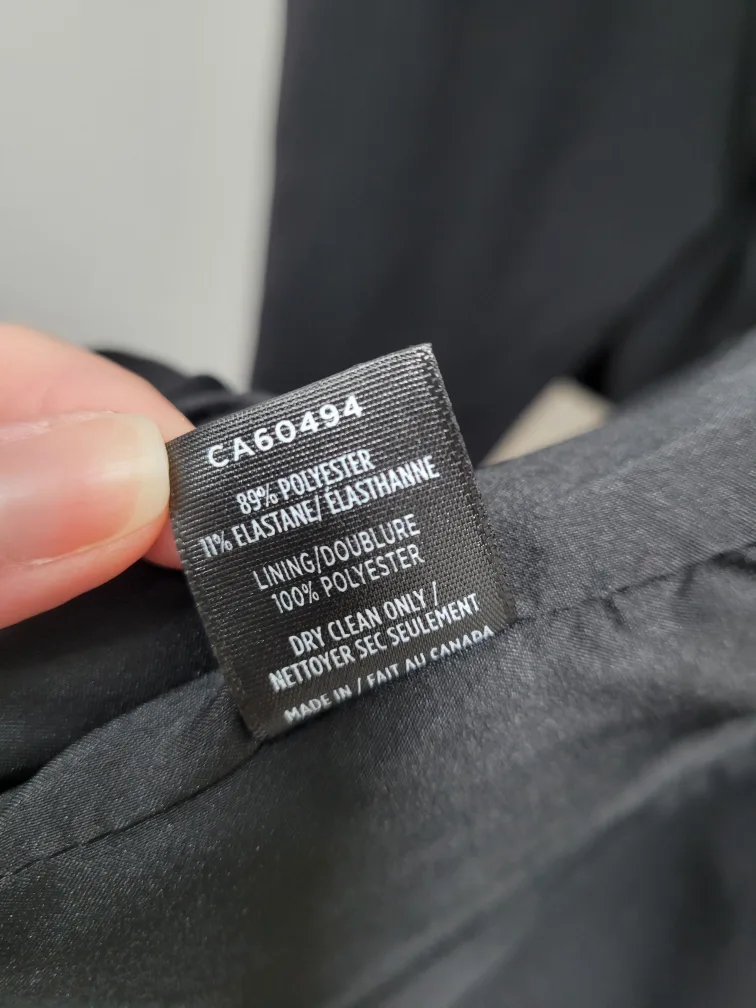 CA60494
89% POLYESTER
11% ELASTANE/ ÉLASTHANNE
LINING/DOUBLURE
100% POLYESTER
DRY CLEAN ONLY /
NETTOYER SEC SEULEMENT
MADE IN / FAIT AU CANADA